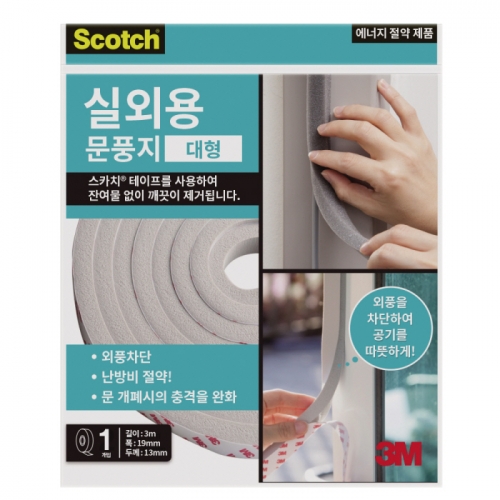 Scotch
에너지 절약 제품
실외용
문풍지 대형
스카치® 테이프를 사용하여
잔여물 없이 깨끗이 제거됩니다.
외풍을
차단하여
공기를
따뜻하게!
• 외풍차단
• 난방비 절약!
• 문 개폐시의 충격을 완화
1
개입
길이 : 3m
폭 : 19mm
두께 : 13mm
3M